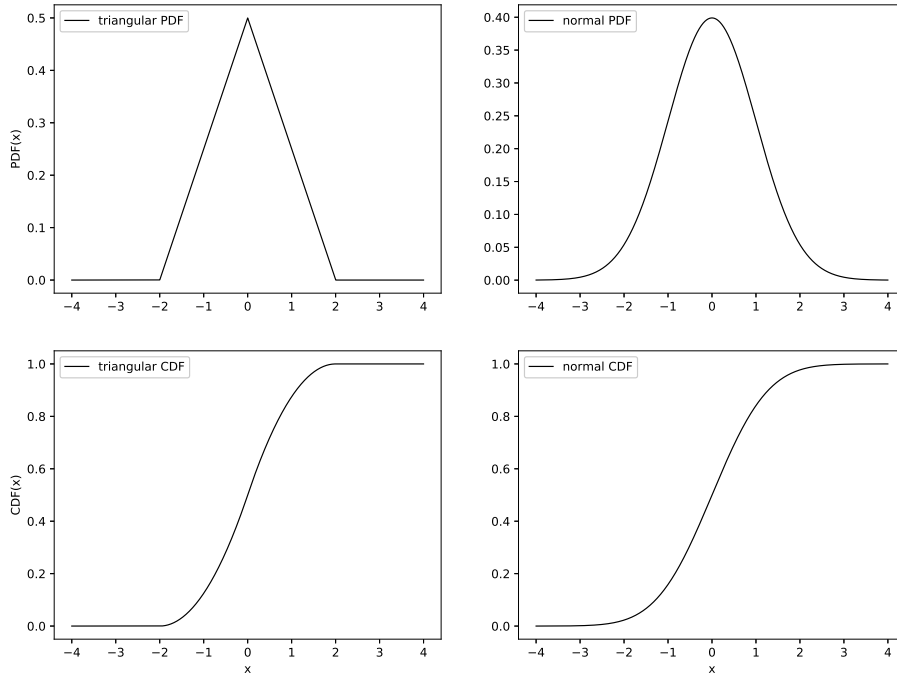 triangular PDF
0.5
0.4
0.3
0.2
0.1
0.0
PDF(x)
−4 −3 −2 −1 0 1 2 3 4
normal PDF
0.40
0.35
0.30
0.25
0.20
0.15
0.10
0.05
0.00
−4 −3 −2 −1 0 1 2 3 4
triangular CDF
1.0
0.8
0.6
0.4
0.2
0.0
CDF(x)
−4 −3 −2 −1 0 1 2 3 4
x
normal CDF
1.0
0.8
0.6
0.4
0.2
0.0
−4 −3 −2 −1 0 1 2 3 4
x